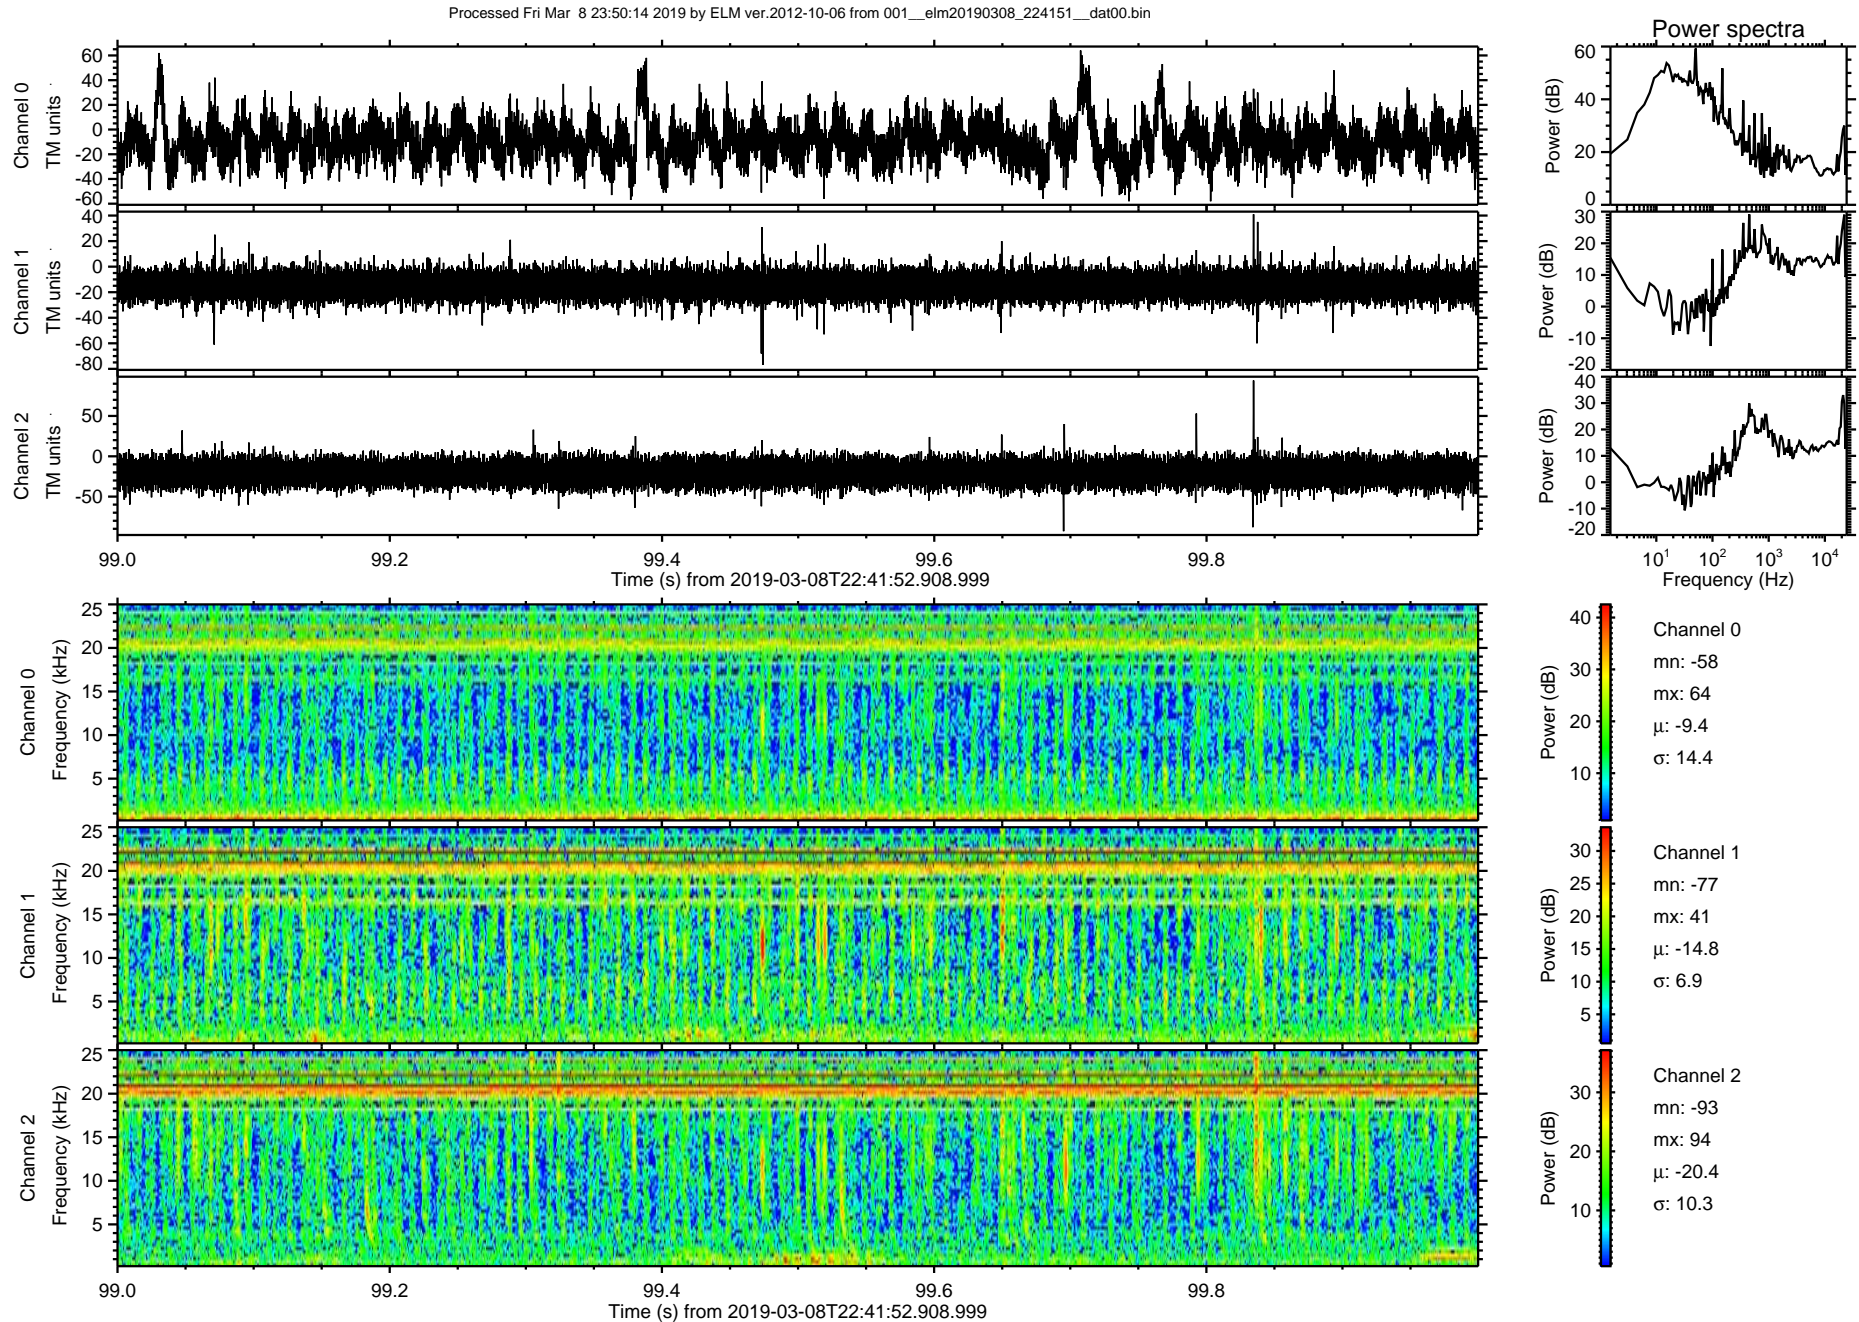 Processed Fri Mar  8 23:50:14 2019 by ELM ver.2012-10-06 from 001__elm20190308_224151__dat00.bin
Power spectra
Channel 0
TM units
60
40
20
0
-20
-40
-60
Power (dB)
60
40
20
0
Channel 1
TM units
40
20
0
-20
-40
-60
-80
Power (dB)
30
20
10
0
-10
-20
Channel 2
TM units
50
0
-50
Power (dB)
40
30
20
10
0
-10
-20
99.0 99.2 99.4 99.6 99.8
Time (s) from 2019-03-08T22:41:52.908.999
10¹ 10² 10³ 10⁴
Frequency (Hz)
Channel 0
Frequency (kHz)
25
20
15
10
5
Power (dB)
40
30
20
10
Channel 0
mn: -58
mx: 64
μ: -9.4
σ: 14.4
Channel 1
Frequency (kHz)
25
20
15
10
5
Power (dB)
30
25
20
15
10
5
Channel 1
mn: -77
mx: 41
μ: -14.8
σ: 6.9
Channel 2
Frequency (kHz)
25
20
15
10
5
Power (dB)
30
20
10
Channel 2
mn: -93
mx: 94
μ: -20.4
σ: 10.3
99.0 99.2 99.4 99.6 99.8
Time (s) from 2019-03-08T22:41:52.908.999